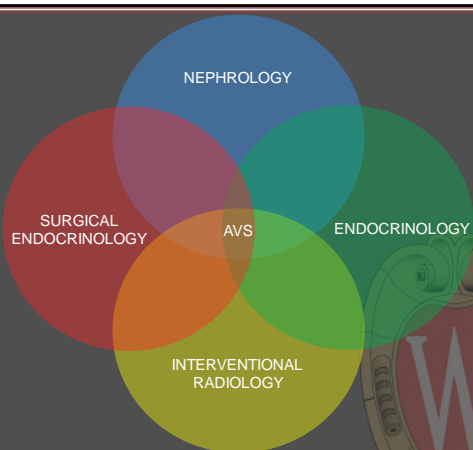 NEPHROLOGY
SURGICAL
ENDOCRINOLOGY
AVS
ENDOCRINOLOGY
INTERVENTIONAL
RADIOLOGY
W